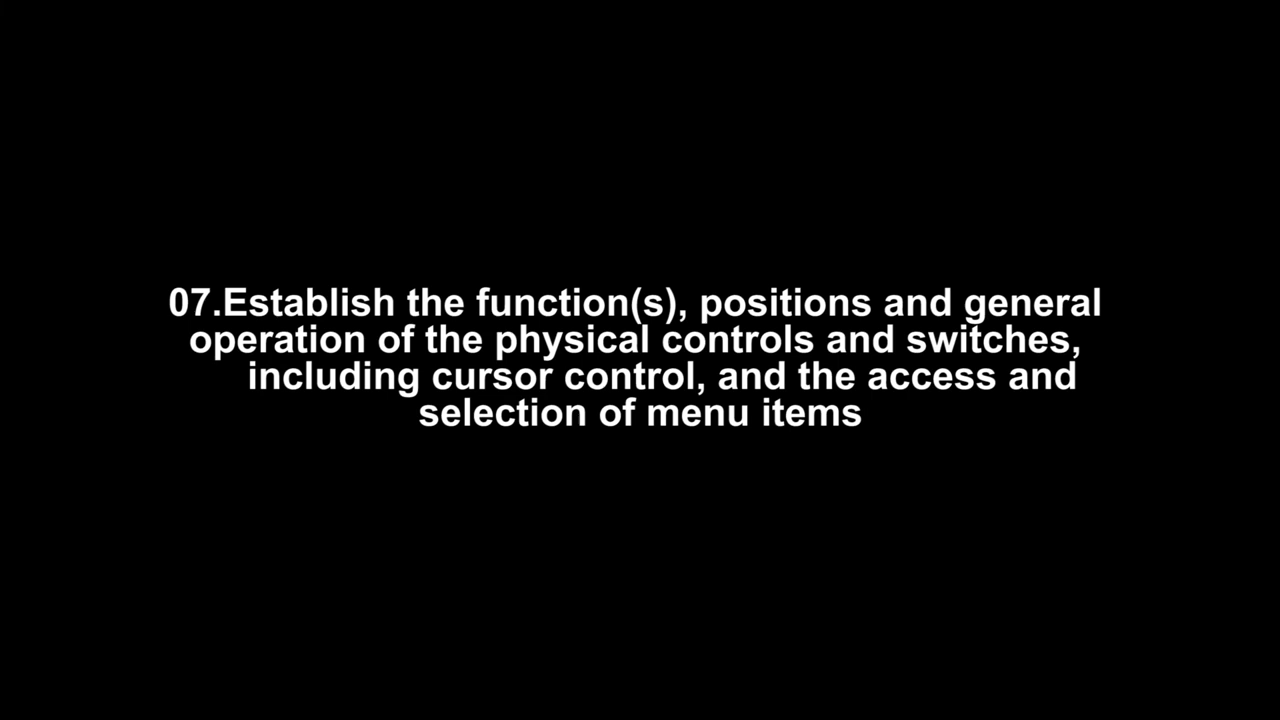 07.Establish the function(s), positions and general
operation of the physical controls and switches,
including cursor control, and the access and
selection of menu items